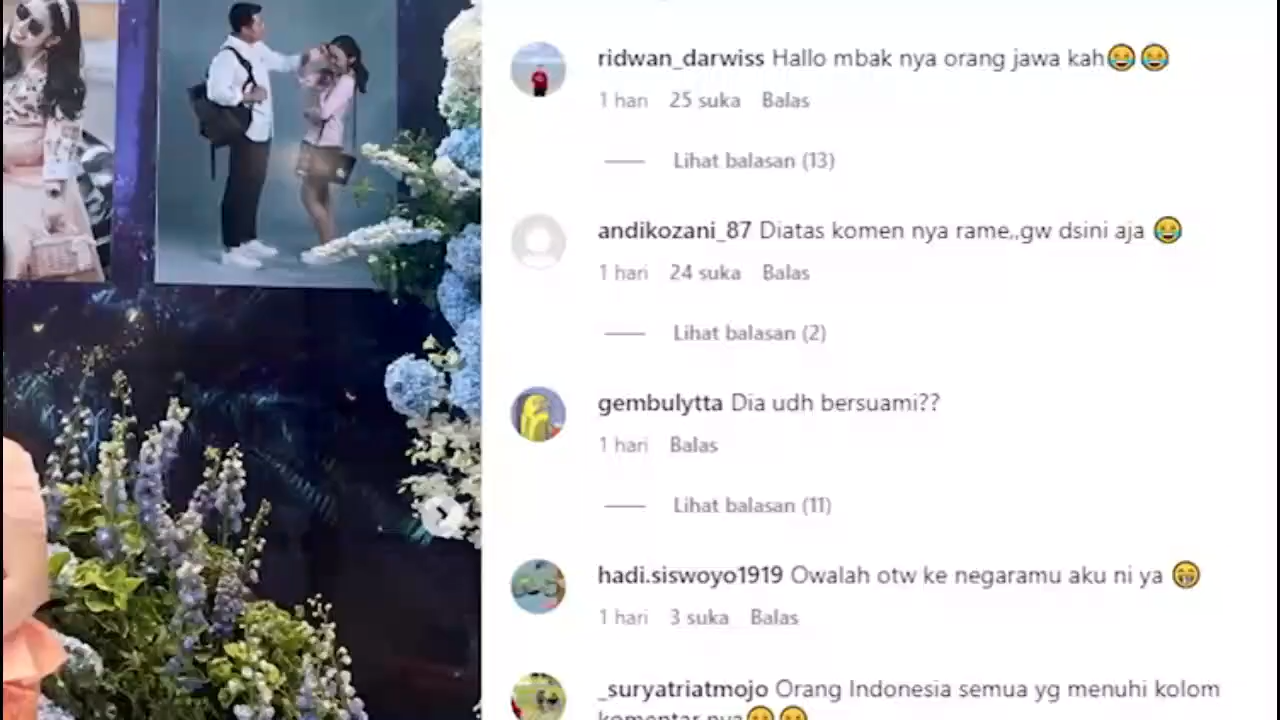 ridwan_darwiss Hallo mbak nya orang jawa kah😂😂
1 hari 25 suka Balas
Lihat balasan (13)
andikozani_87 Diatas komen nya rame,,gw dsini aja 😂
1 hari 24 suka Balas
Lihat balasan (2)
gembulytta Dia udh bersuami??
1 hari Balas
Lihat balasan (11)
hadi.siswoyo1919 Owalah otw ke negaramu aku ni ya 😁
1 hari 3 suka Balas
_suryatriatmojo Orang Indonesia semua yg menuhi kolom
komentar nya